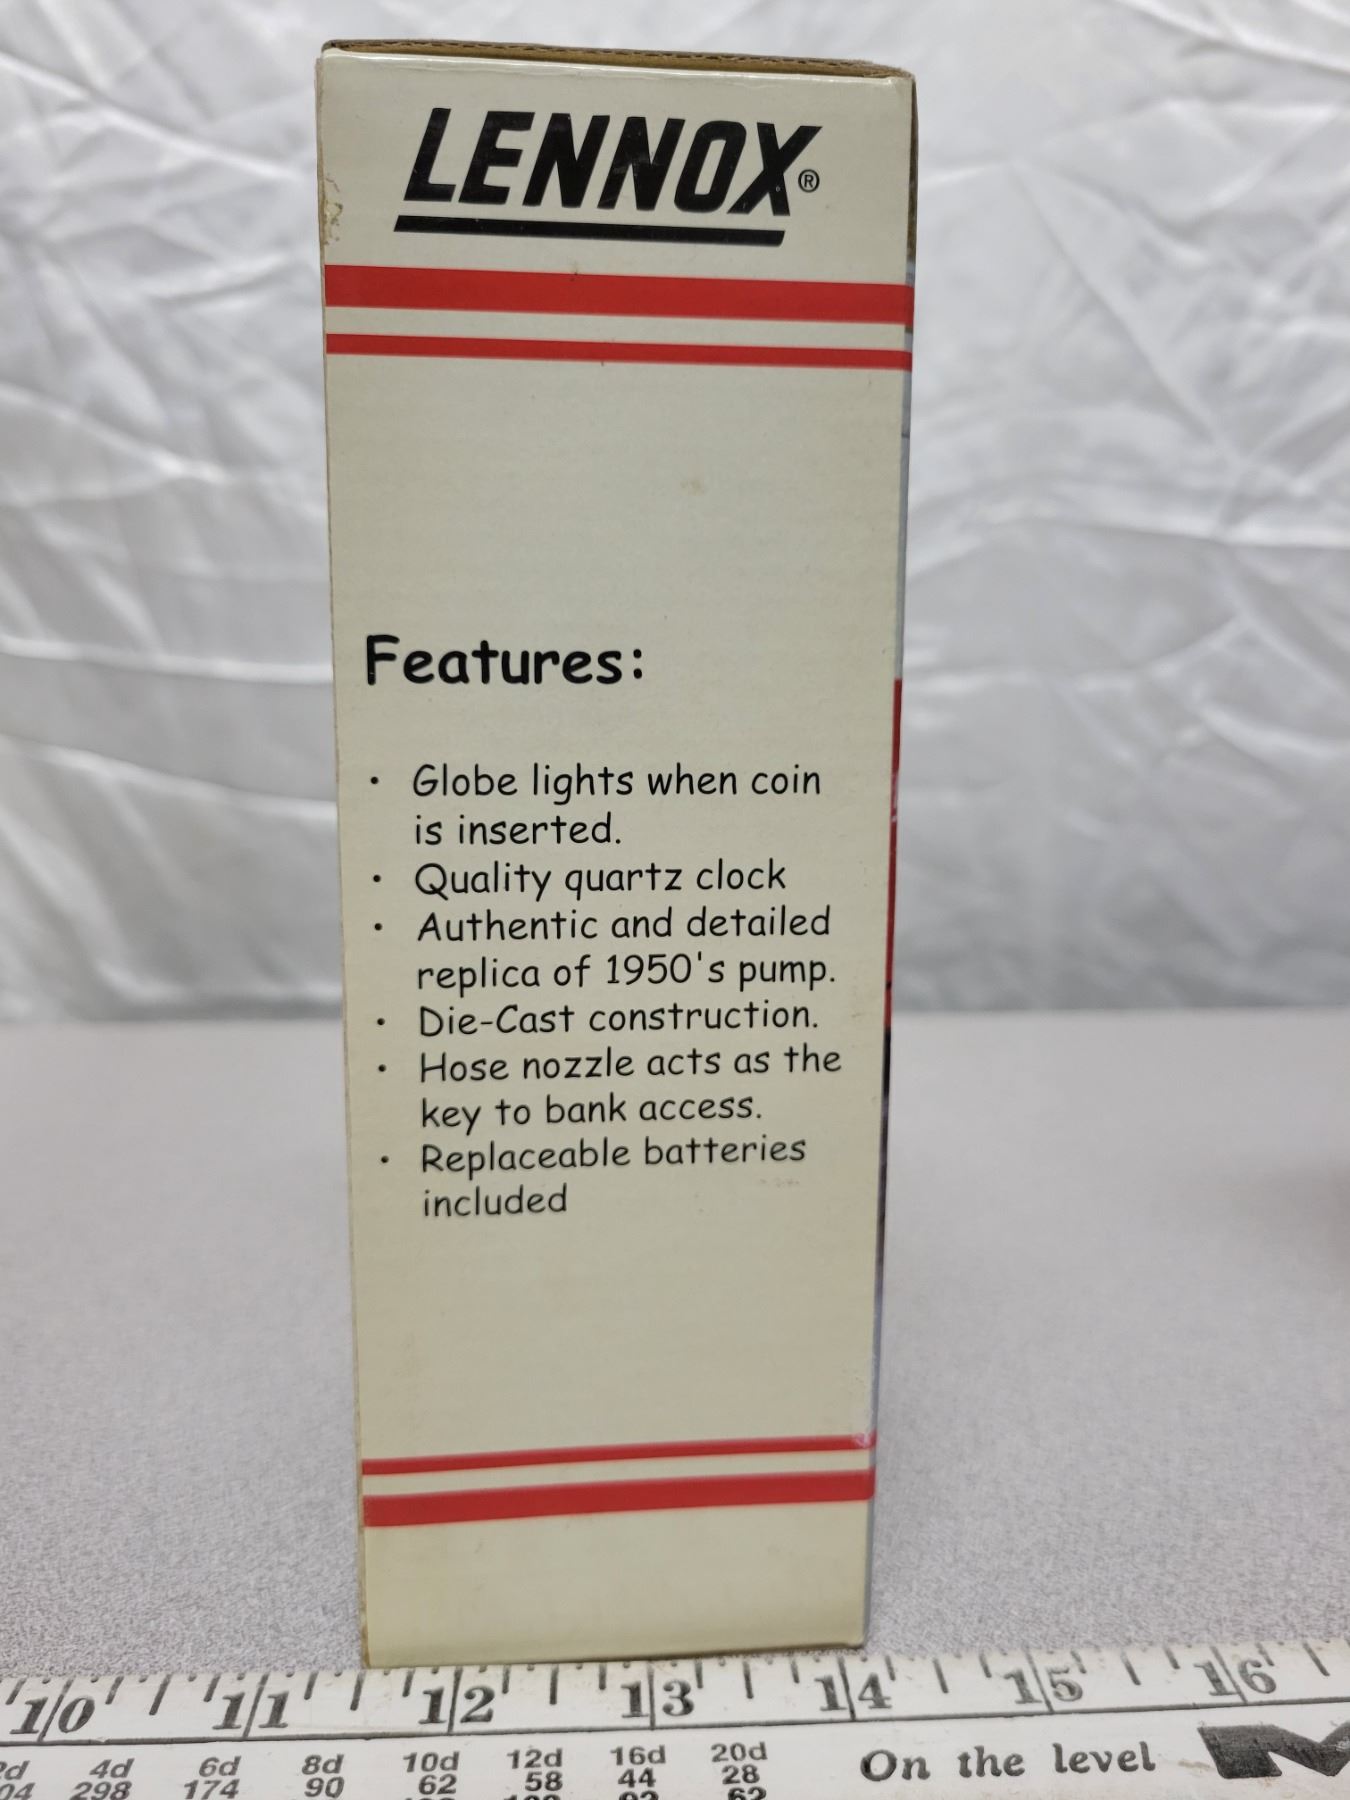 LENNOX®
Features:
· Globe lights when coin
is inserted.
· Quality quartz clock
· Authentic and detailed
replica of 1950's pump.
· Die-Cast construction.
· Hose nozzle acts as the
key to bank access.
· Replaceable batteries
included
10 11 12 13 14 15 16
4d 6d 8d 10d 12d 16d 20d On the level
298 174 90 62 58 44 28